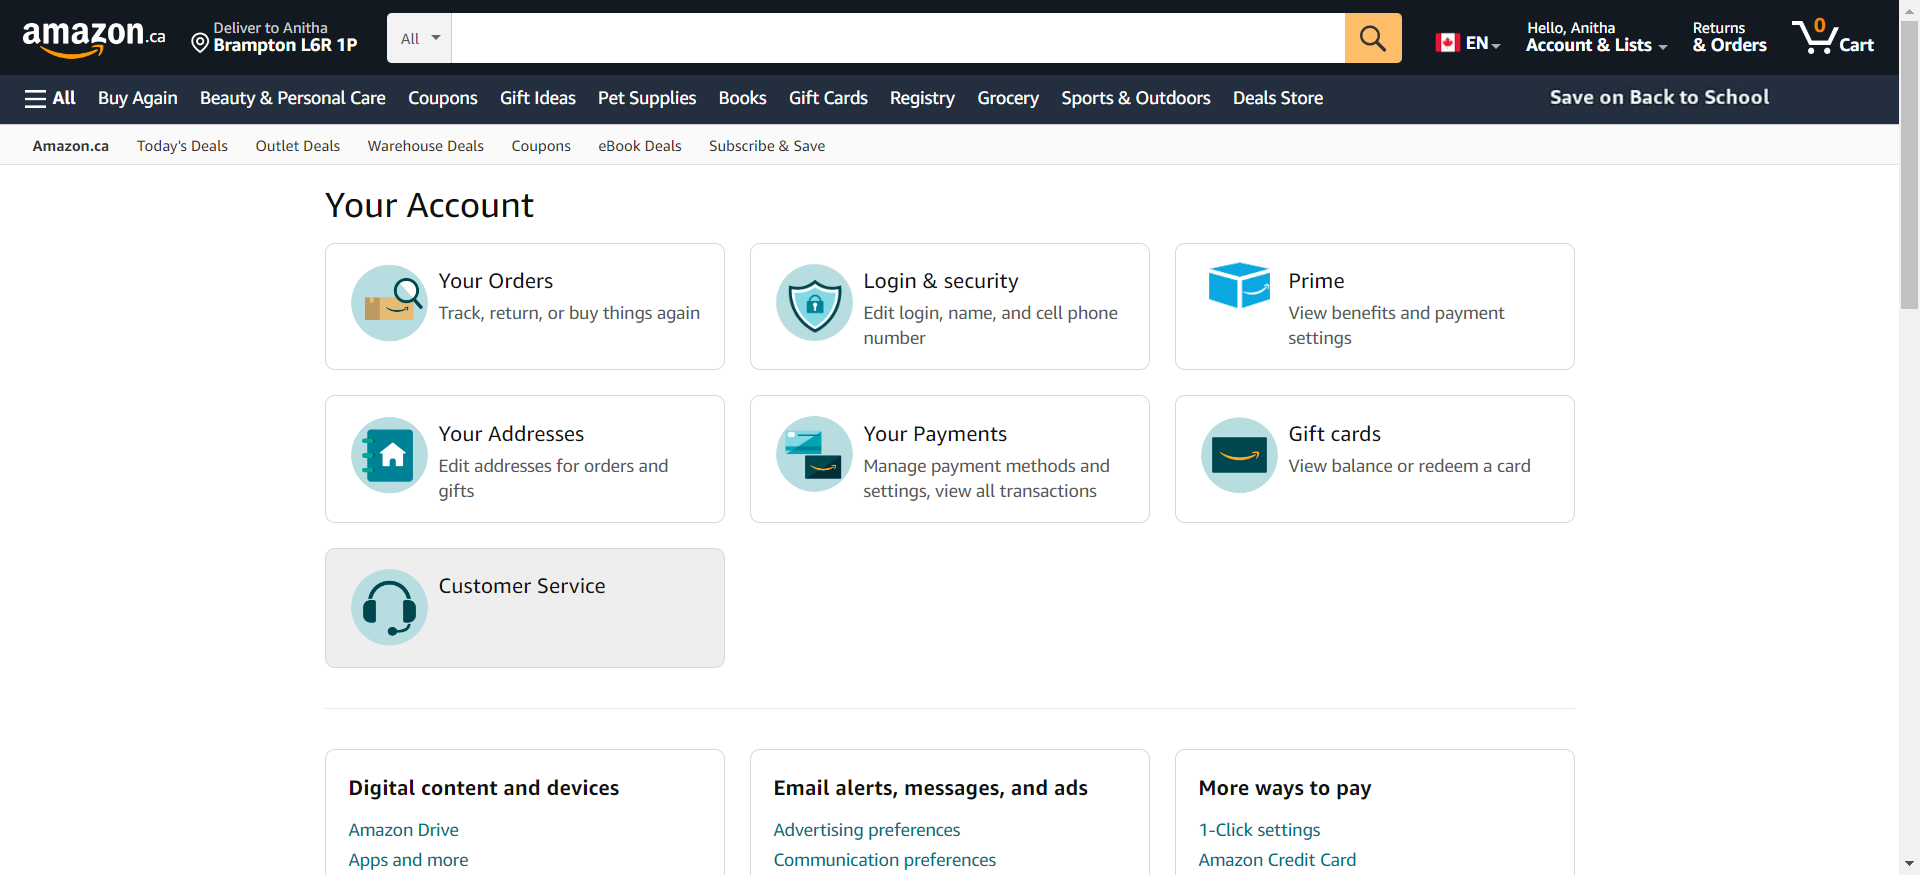 amazon.ca
Deliver to Anitha
Brampton L6R 1P
All
EN
Hello, Anitha
Account & Lists
Returns
& Orders
0
Cart
All
Buy Again
Beauty & Personal Care
Coupons
Gift Ideas
Pet Supplies
Books
Gift Cards
Registry
Grocery
Sports & Outdoors
Deals Store
Save on Back to School
Amazon.ca
Today's Deals
Outlet Deals
Warehouse Deals
Coupons
eBook Deals
Subscribe & Save
Your Account
Your Orders
Track, return, or buy things again
Login & security
Edit login, name, and cell phone
number
Prime
View benefits and payment
settings
Your Addresses
Edit addresses for orders and
gifts
Your Payments
Manage payment methods and
settings, view all transactions
Gift cards
View balance or redeem a card
Customer Service
Digital content and devices
Amazon Drive
Apps and more
Email alerts, messages, and ads
Advertising preferences
Communication preferences
More ways to pay
1-Click settings
Amazon Credit Card